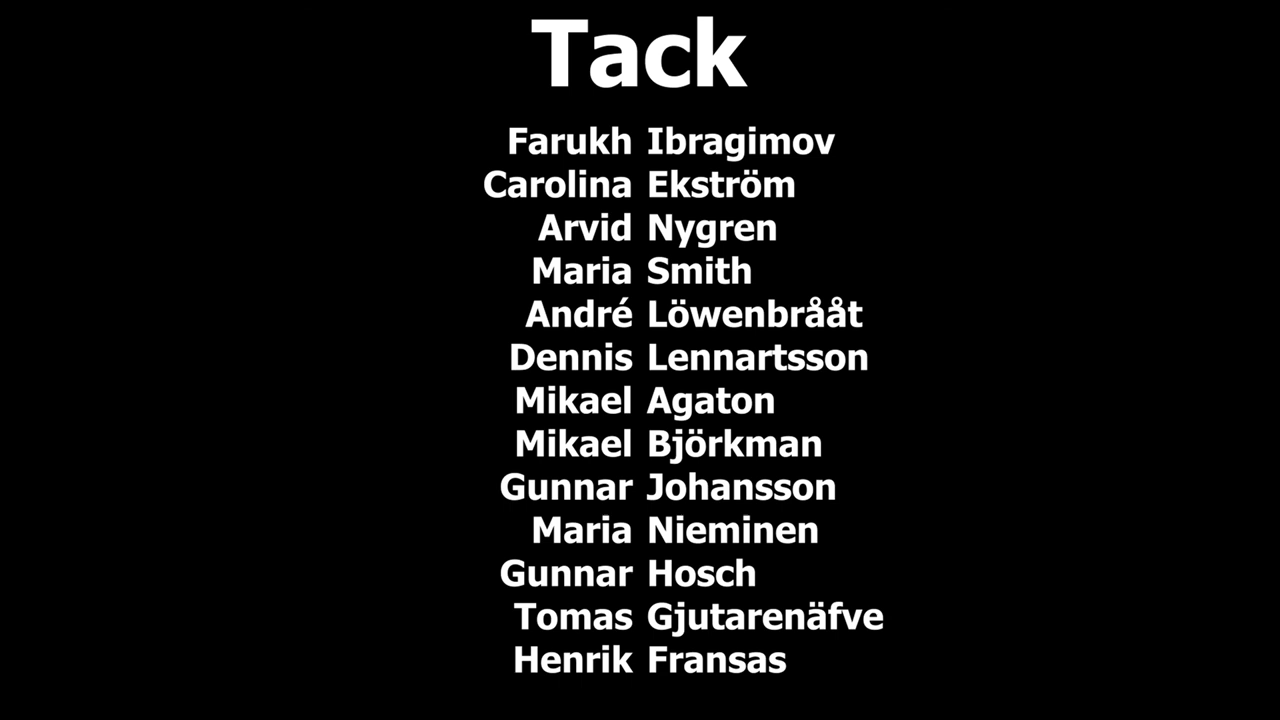 Tack
Farukh Ibragimov
Carolina Ekström
Arvid Nygren
Maria Smith
André Löwenbrååt
Dennis Lennartsson
Mikael Agaton
Mikael Björkman
Gunnar Johansson
Maria Nieminen
Gunnar Hosch
Tomas Gjutarenäfve
Henrik Fransas